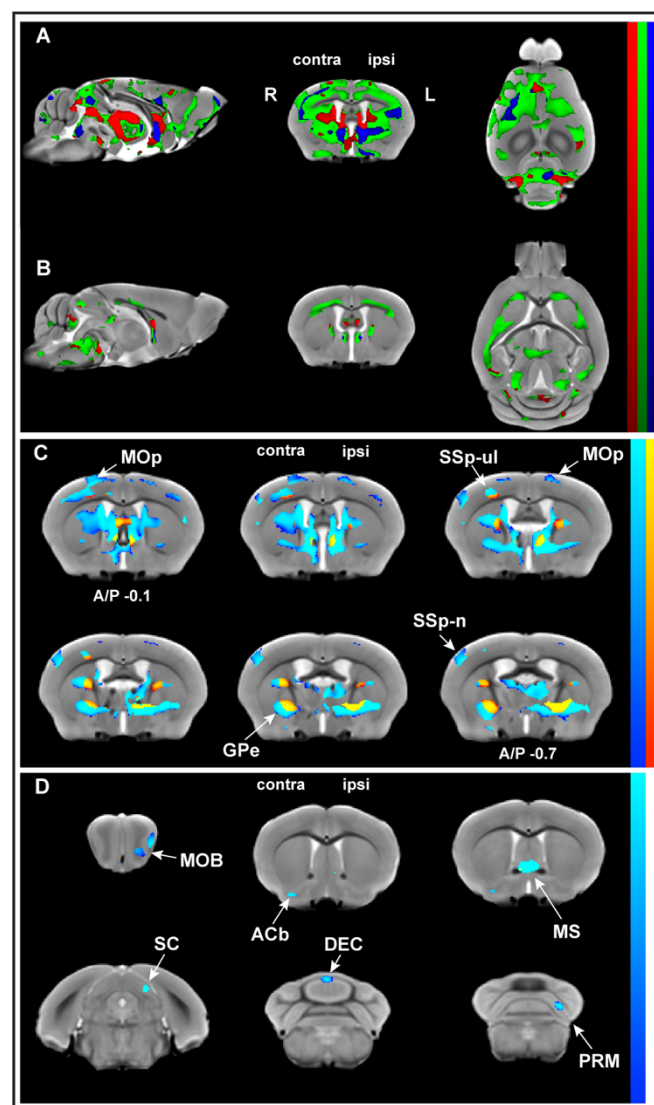 A
contra ipsi
R L
B
C
MOp
contra ipsi
SSp-ul MOp
A/P -0.1
SSp-n
GPe
A/P -0.7
D
contra ipsi
MOB
ACb
MS
SC
DEC
PRM